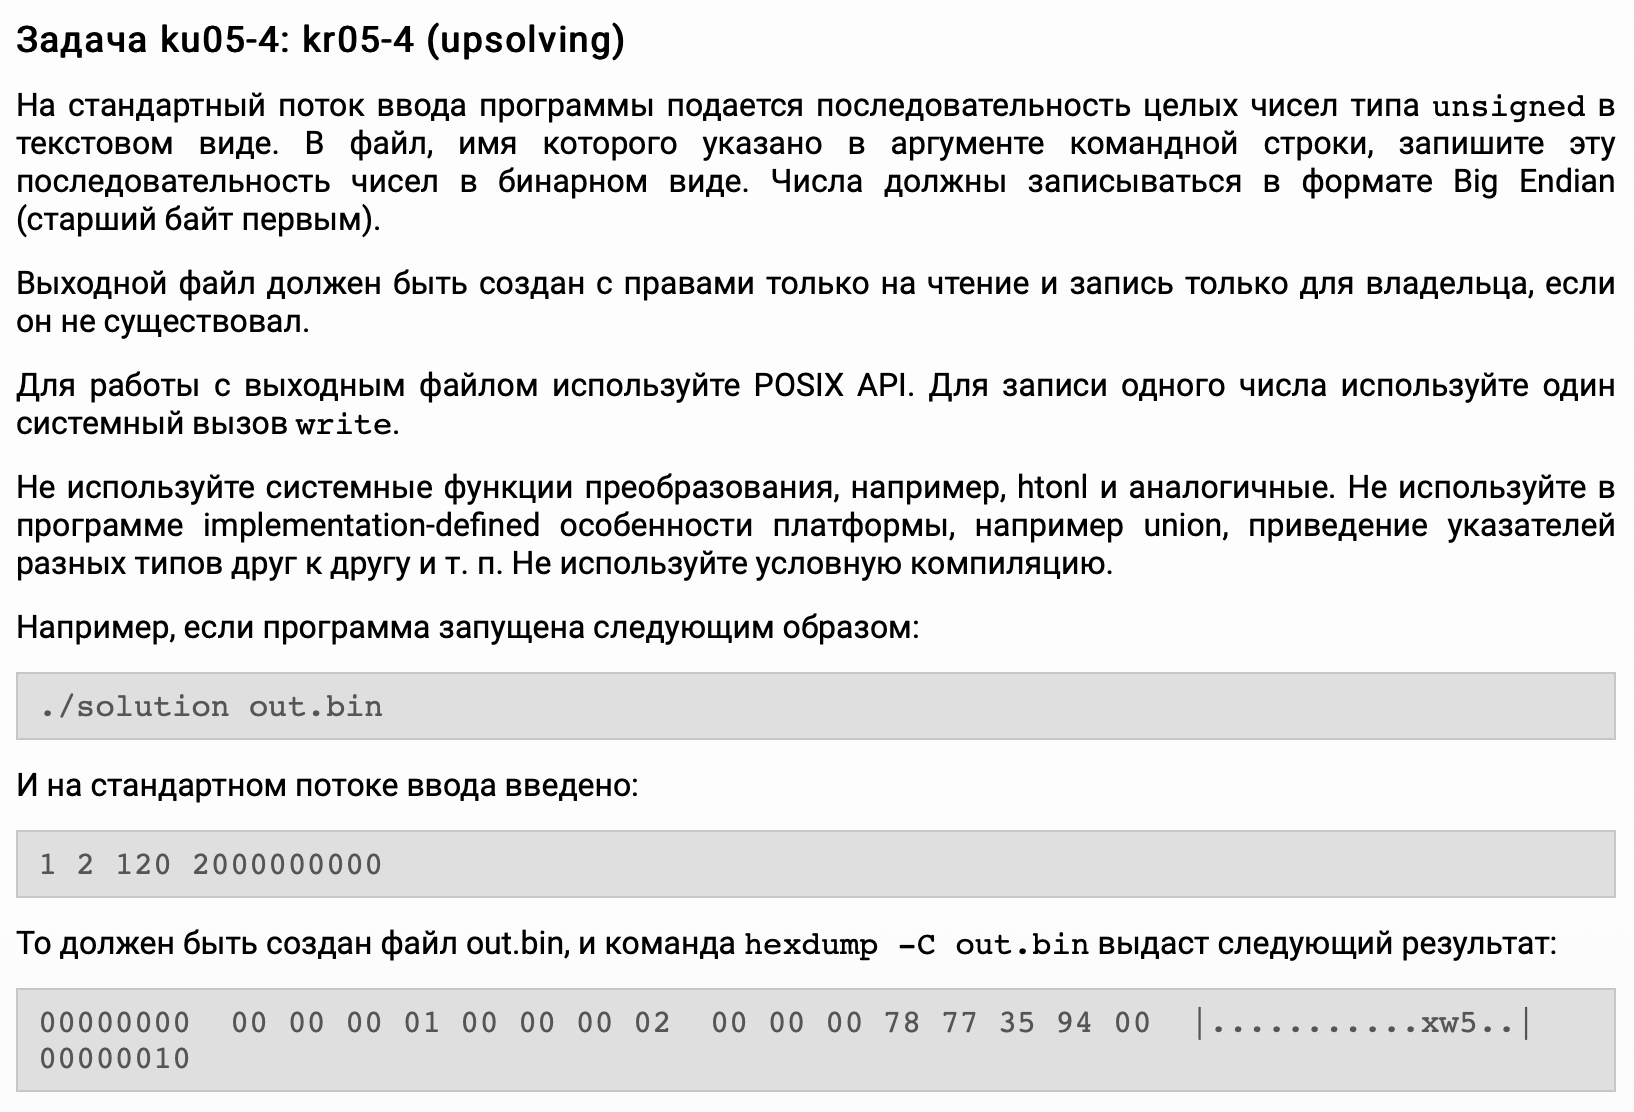 Задача ku05-4: kr05-4 (upsolving)
На стандартный поток ввода программы подается последовательность целых чисел типа unsigned в
текстовом виде. В файл, имя которого указано в аргументе командной строки, запишите эту
последовательность чисел в бинарном виде. Числа должны записываться в формате Big Endian
(старший байт первым).
Выходной файл должен быть создан с правами только на чтение и запись только для владельца, если
он не существовал.
Для работы с выходным файлом используйте POSIX API. Для записи одного числа используйте один
системный вызов write.
Не используйте системные функции преобразования, например, htonl и аналогичные. Не используйте в
программе implementation-defined особенности платформы, например union, приведение указателей
разных типов друг к другу и т. п. Не используйте условную компиляцию.
Например, если программа запущена следующим образом:
./solution out.bin
И на стандартном потоке ввода введено:
1 2 120 2000000000
То должен быть создан файл out.bin, и команда hexdump -C out.bin выдаст следующий результат:
00000000  00 00 00 01 00 00 00 02  00 00 00 78 77 35 94 00  |...........xw5..|
00000010